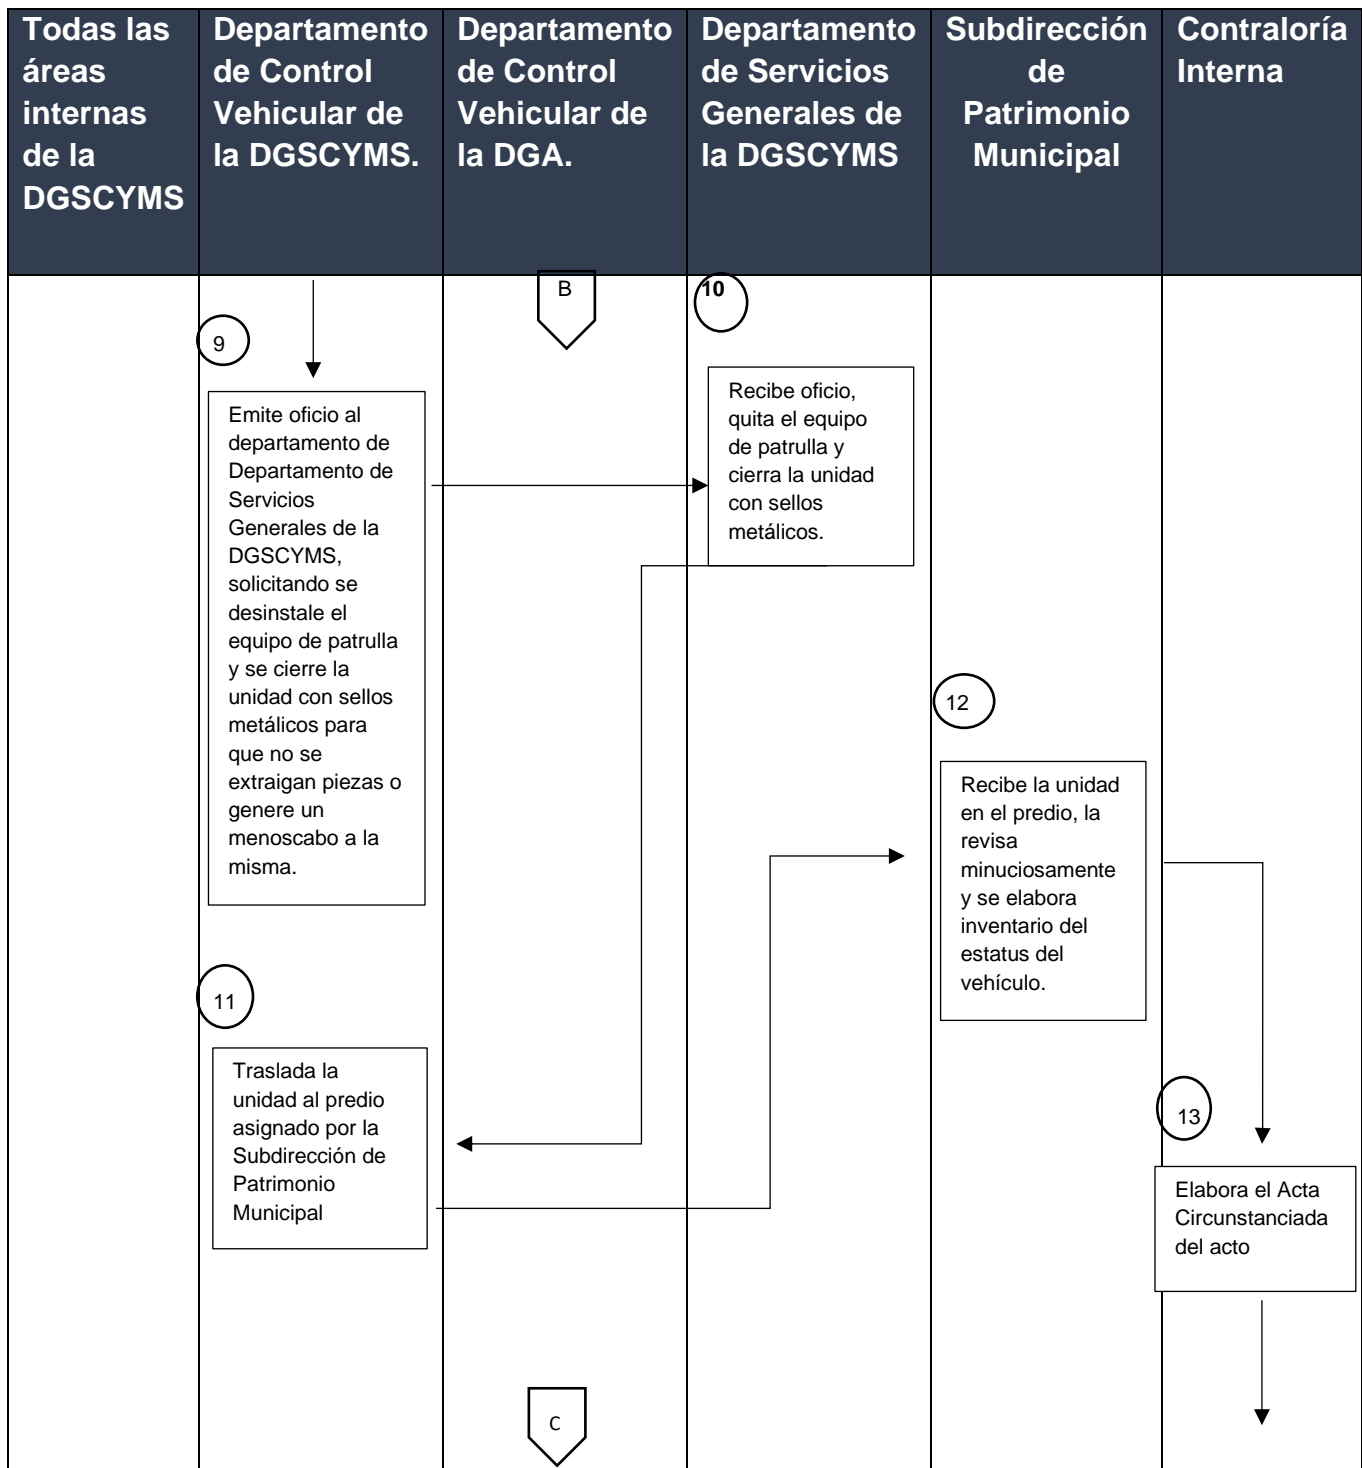 Todas las
áreas
internas
de la
DGSCYMS
Departamento
de Control
Vehicular de
la DGSCYMS.
Departamento
de Control
Vehicular de
la DGA.
Departamento
de Servicios
Generales de
la DGSCYMS
Subdirección
de
Patrimonio
Municipal
Contraloría
Interna
B
9
Emite oficio al
departamento de
Departamento de
Servicios
Generales de la
DGSCYMS,
solicitando se
desinstale el
equipo de patrulla
y se cierre la
unidad con sellos
metálicos para
que no se
extraigan piezas o
genere un
menoscabo a la
misma.
10
Recibe oficio,
quita el equipo
de patrulla y
cierra la unidad
con sellos
metálicos.
11
Traslada la
unidad al predio
asignado por la
Subdirección de
Patrimonio
Municipal
12
Recibe la unidad
en el predio, la
revisa
minuciosamente
y se elabora
inventario del
estatus del
vehículo.
13
Elabora el Acta
Circunstanciada
del acto
C